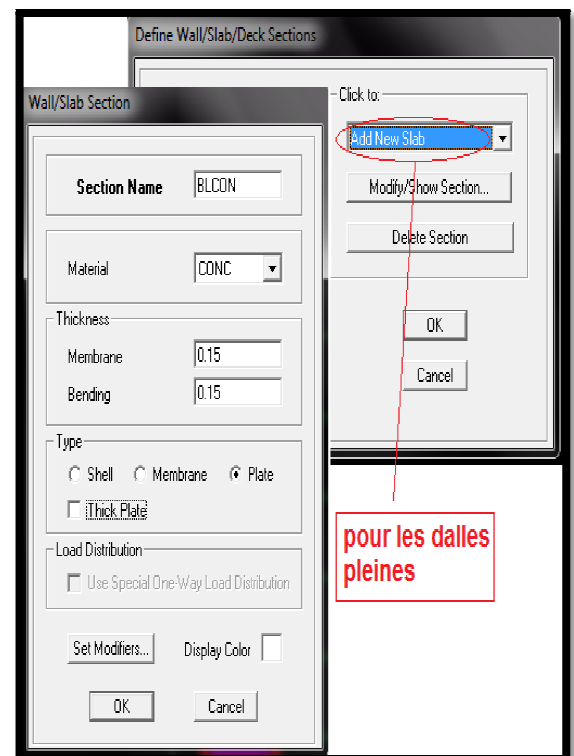 Define Wall/Slab/Deck Sections
Click to:
Add New Slab
Modify/Show Section...
Delete Section
OK
Cancel
Wall/Slab Section
Section Name BLCON
Material CONC
Thickness
Membrane 0.15
Bending 0.15
Type
Shell Membrane Plate
Thick Plate
Load Distribution
Use Special One-Way Load Distribution
Set Modifiers... Display Color
OK Cancel
pour les dalles
pleines